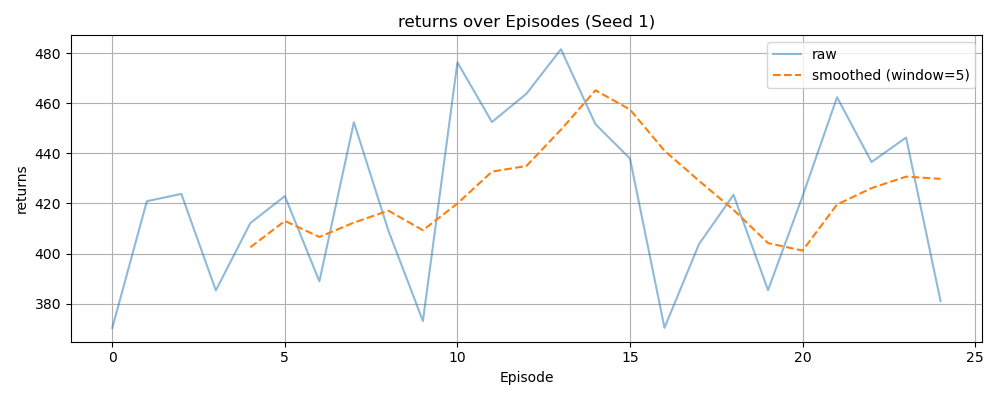 returns over Episodes (Seed 1)
raw
smoothed (window=5)
returns
480
460
440
420
400
380
0 5 10 15 20 25
Episode